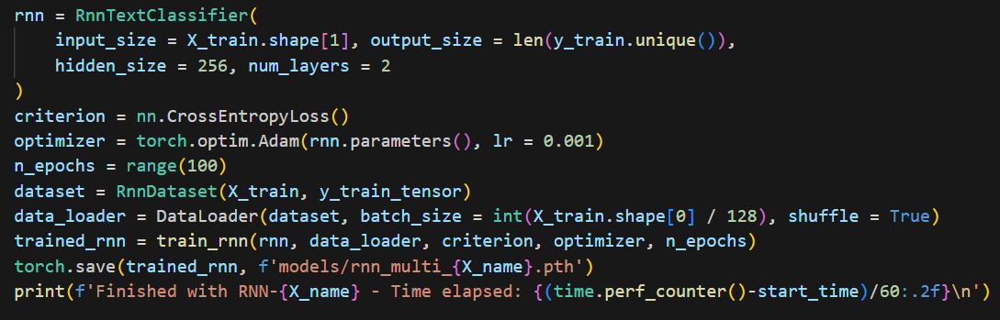 rnn = RnnTextClassifier(
    input_size = X_train.shape[1], output_size = len(y_train.unique()),
    hidden_size = 256, num_layers = 2
)
criterion = nn.CrossEntropyLoss()
optimizer = torch.optim.Adam(rnn.parameters(), lr = 0.001)
n_epochs = range(100)
dataset = RnnDataset(X_train, y_train_tensor)
data_loader = DataLoader(dataset, batch_size = int(X_train.shape[0] / 128), shuffle = True)
trained_rnn = train_rnn(rnn, data_loader, criterion, optimizer, n_epochs)
torch.save(trained_rnn, f'models/rnn_multi_{X_name}.pth')
print(f'Finished with RNN-{X_name} - Time elapsed: {(time.perf_counter()-start_time)/60:.2f}\n')